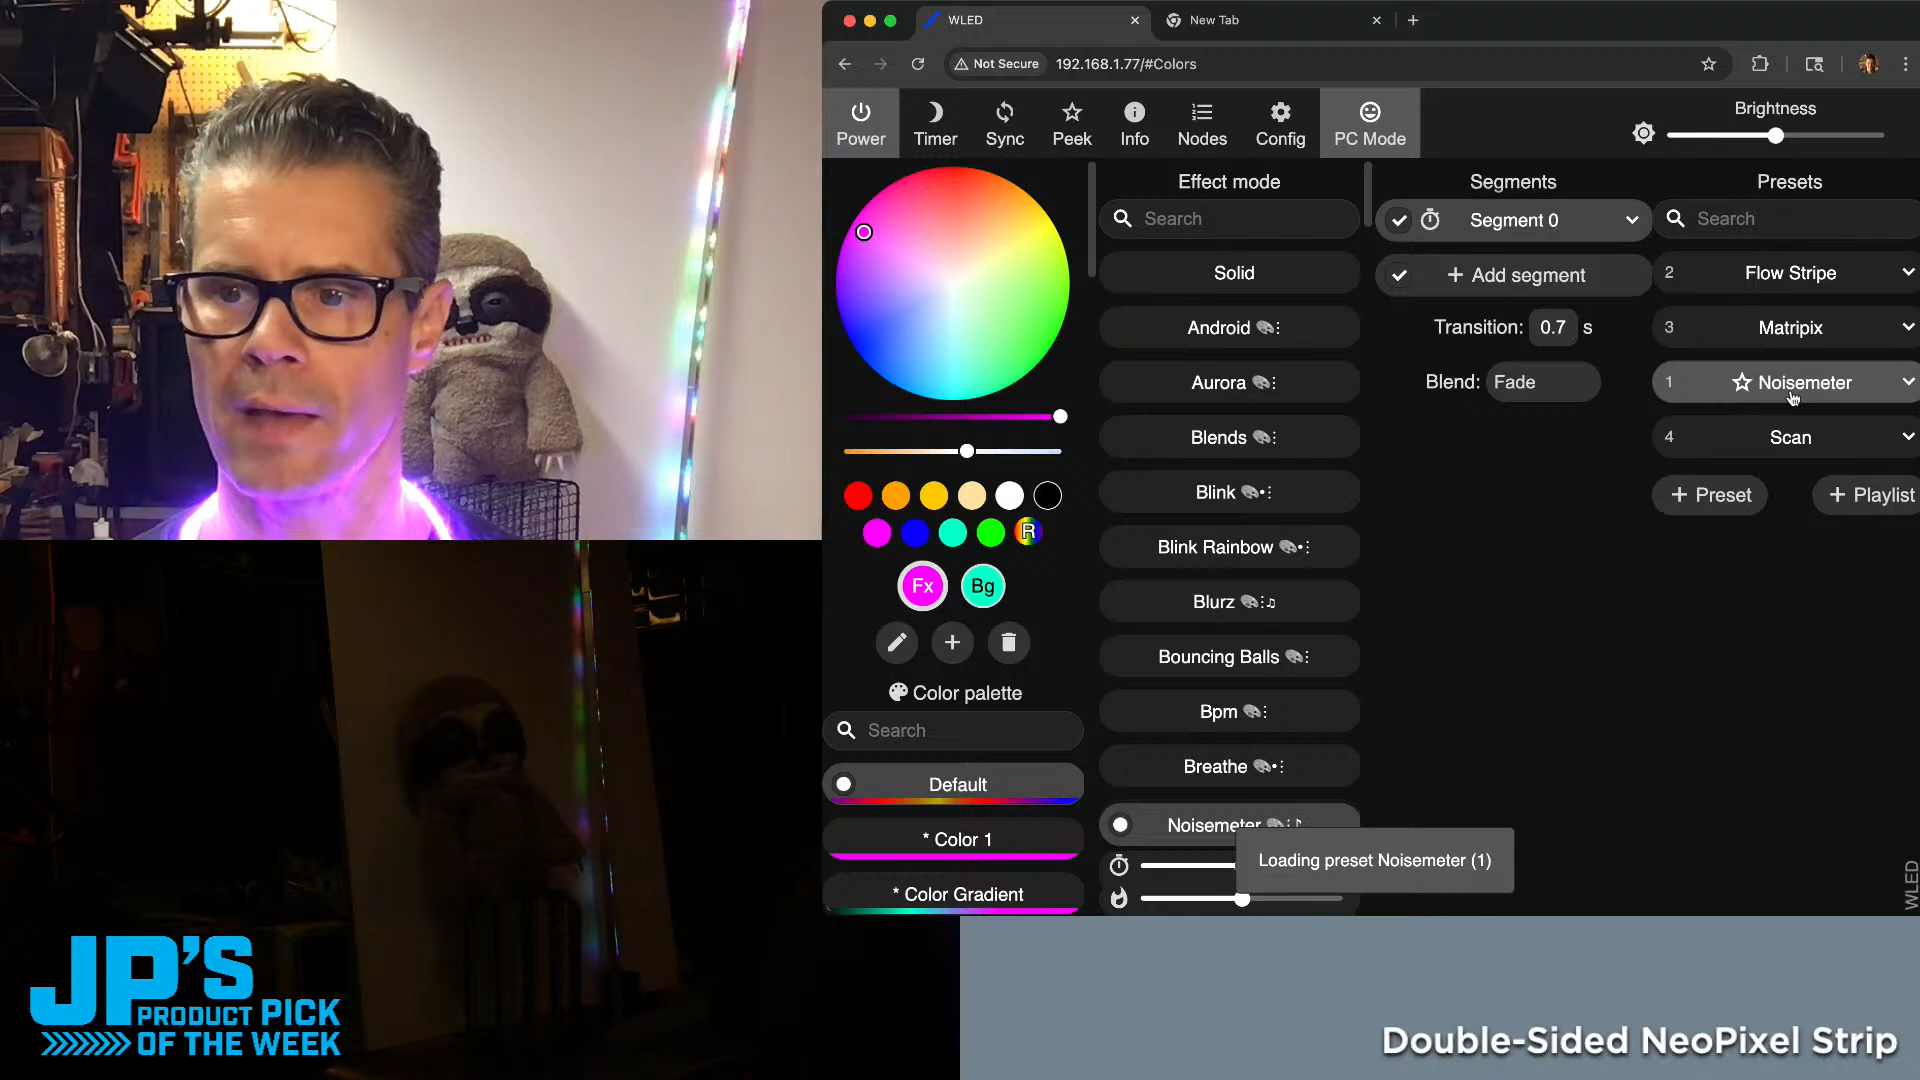 WLED
New Tab
Not Secure
192.168.1.77/#Colors
Power
Timer
Sync
Peek
Info
Nodes
Config
PC Mode
Brightness
Effect mode
Search
Solid
Android
Aurora
Blends
Blink
Blink Rainbow
Blurz
Bouncing Balls
Bpm
Breathe
Noisemeter
Segments
Segment 0
+ Add segment
Transition: 0.7 s
Blend: Fade
Presets
Search
2 Flow Stripe
3 Matripix
1 Noisemeter
4 Scan
+ Preset
+ Playlist
R
Fx
Bg
Color palette
Search
Default
* Color 1
* Color Gradient
Loading preset Noisemeter (1)
WLED
JP'S
PRODUCT PICK
OF THE WEEK
Double-Sided NeoPixel Strip